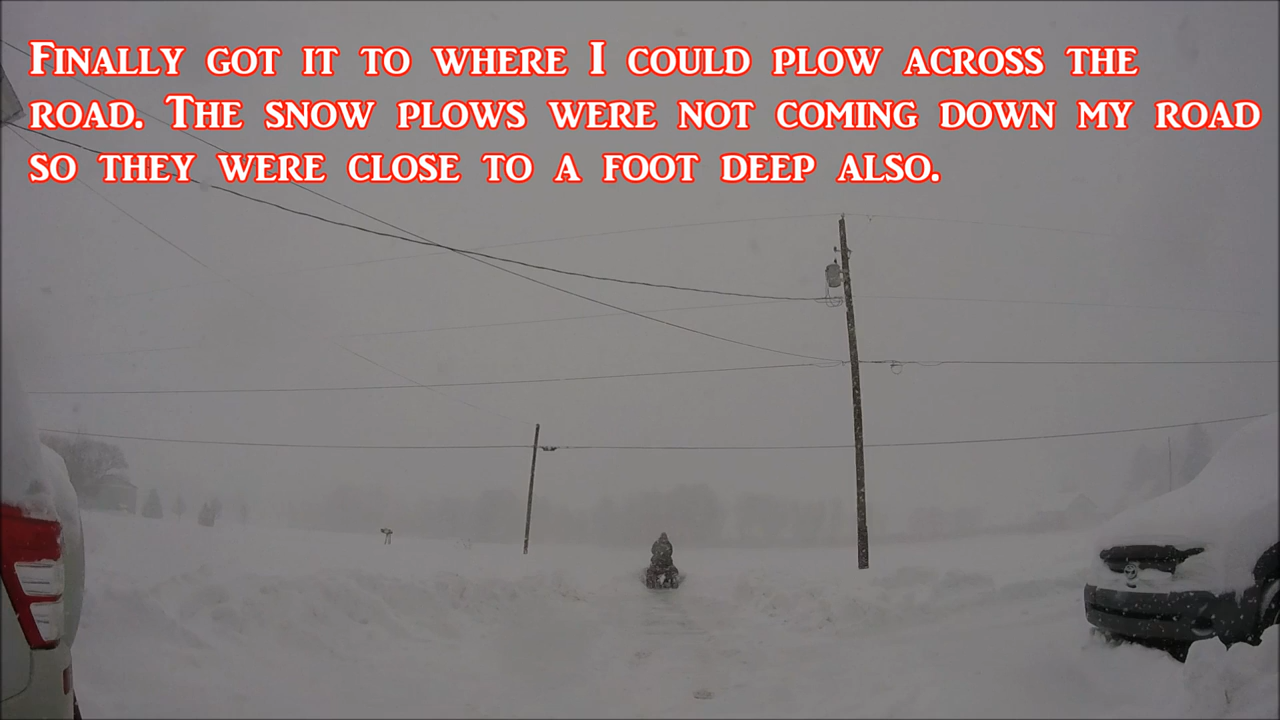 Finally got it to where I could plow across the
road. The snow plows were not coming down my road
so they were close to a foot deep also.